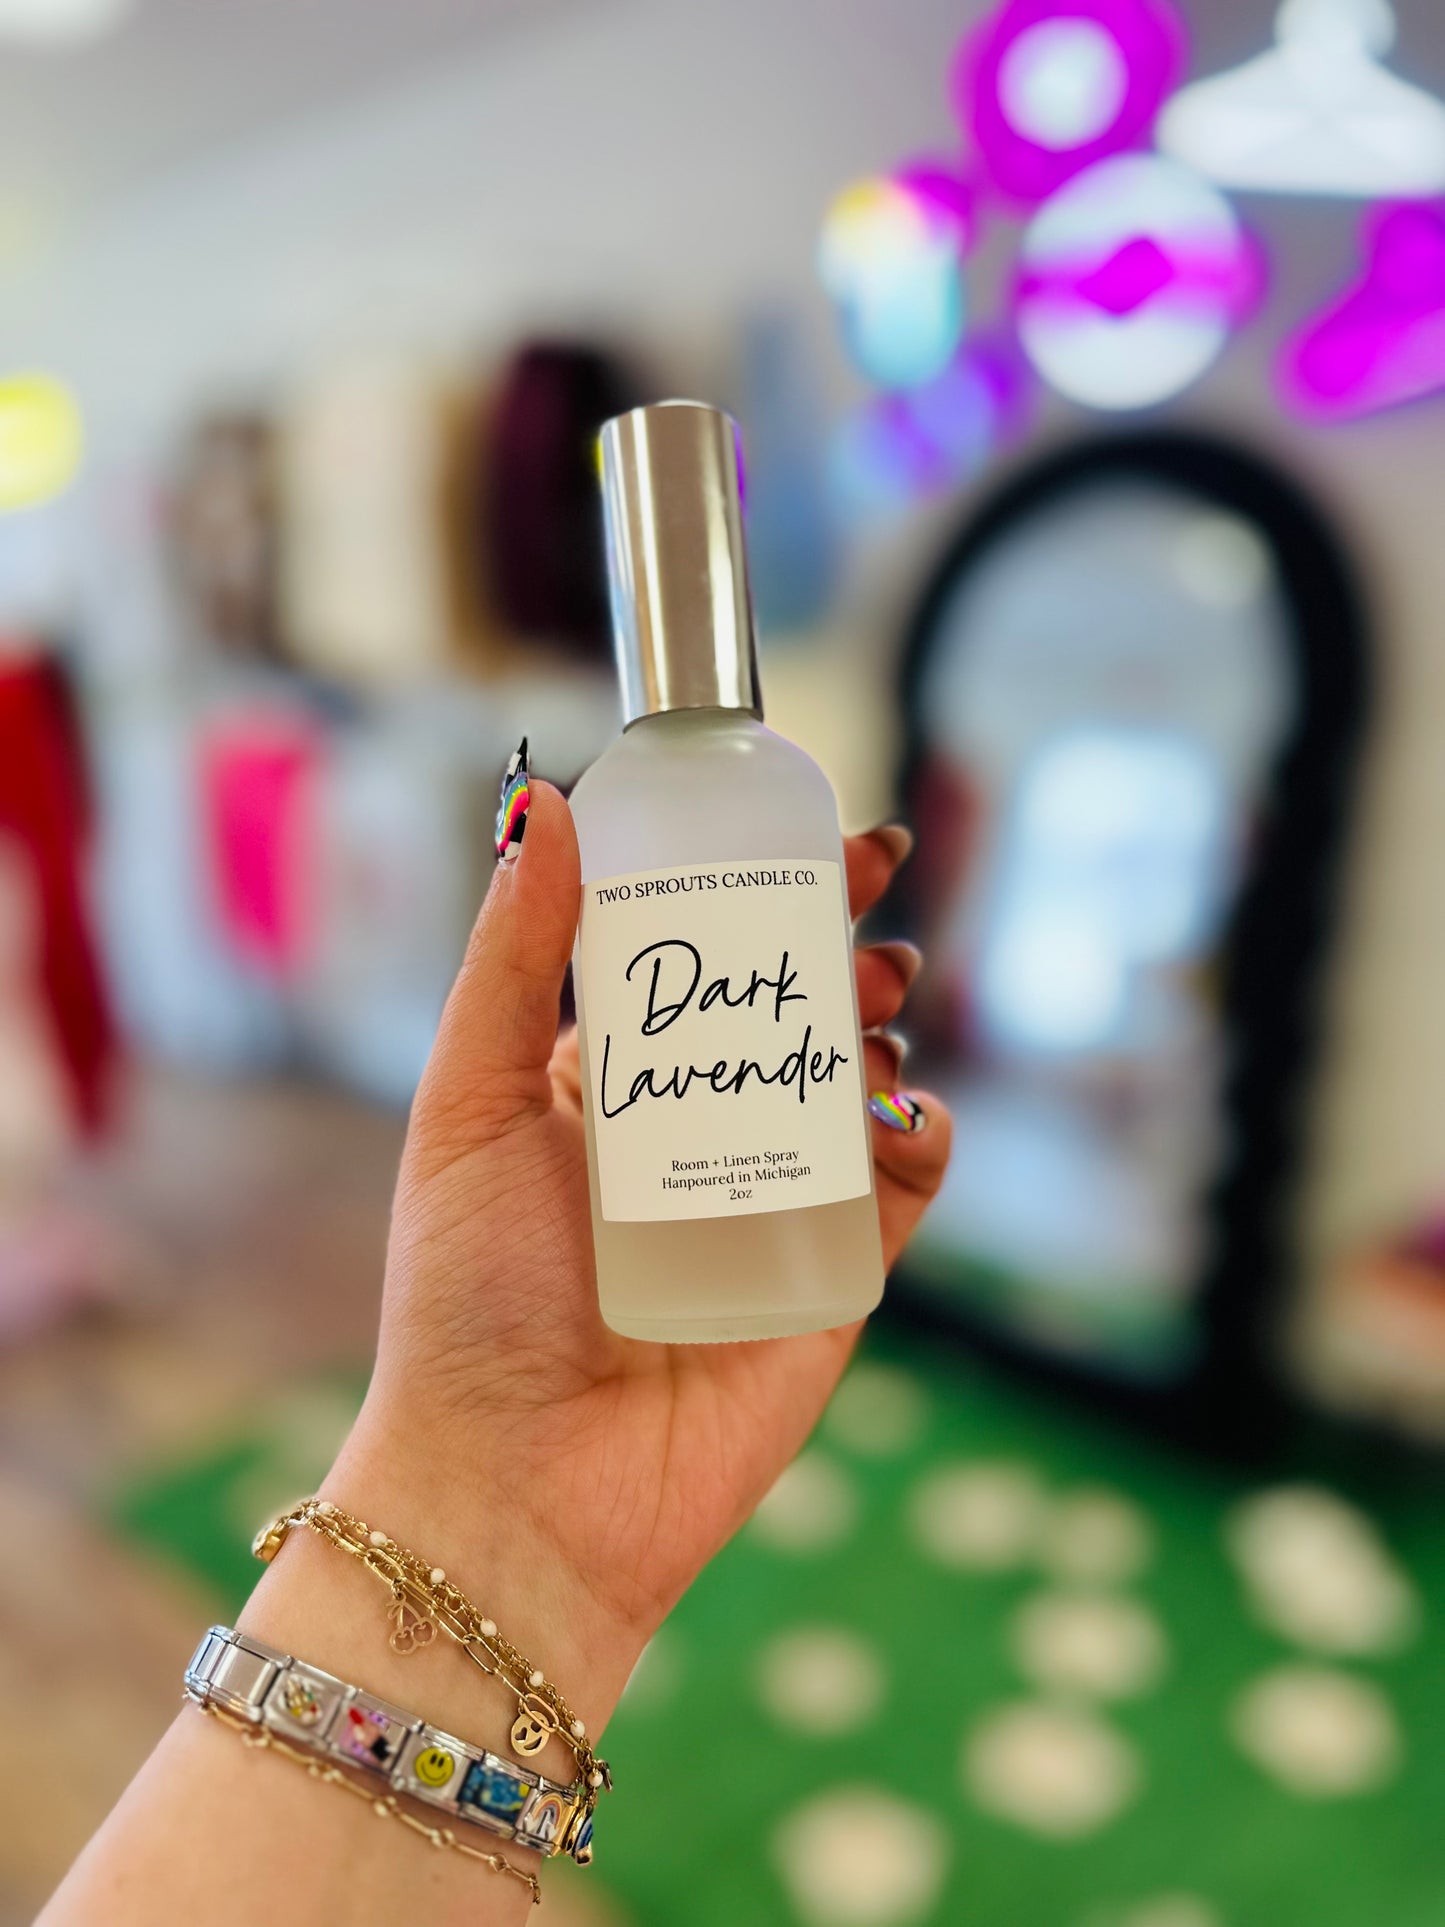 TWO SPROUTS CANDLE CO.
Dark
Lavender
Room + Linen Spray
Hanpoured in Michigan
2oz